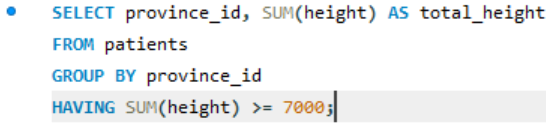 SELECT province_id, SUM(height) AS total_height
FROM patients
GROUP BY province_id
HAVING SUM(height) >= 7000;